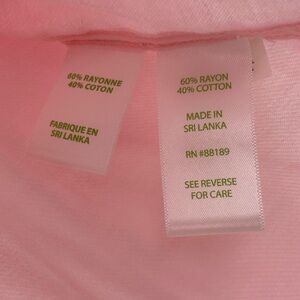 60% RAYONNE
40% COTON
FABRIQUE EN
SRI LANKA
60% RAYON
40% COTTON
MADE IN
SRI LANKA
RN #88189
SEE REVERSE
FOR CARE